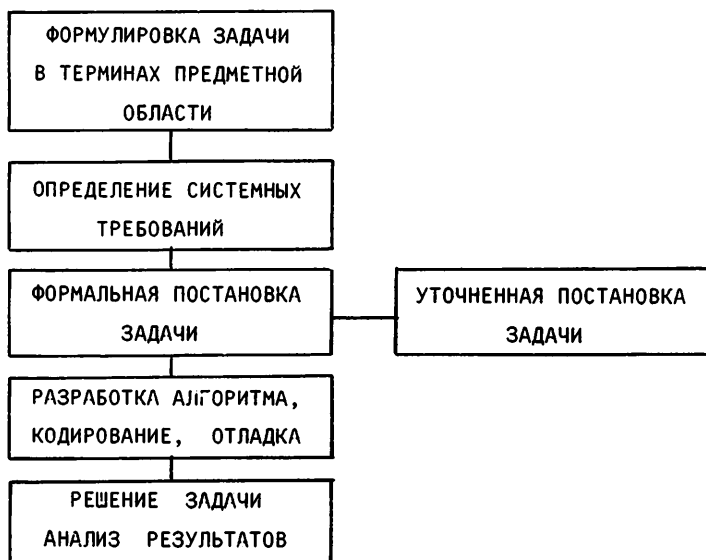 ФОРМУЛИРОВКА ЗАДАЧИ
В ТЕРМИНАХ ПРЕДМЕТНОЙ
ОБЛАСТИ
ОПРЕДЕЛЕНИЕ СИСТЕМНЫХ
ТРЕБОВАНИЙ
ФОРМАЛЬНАЯ ПОСТАНОВКА
ЗАДАЧИ
УТОЧНЕННАЯ ПОСТАНОВКА
ЗАДАЧИ
РАЗРАБОТКА АЛГОРИТМА,
КОДИРОВАНИЕ, ОТЛАДКА
РЕШЕНИЕ ЗАДАЧИ
АНАЛИЗ РЕЗУЛЬТАТОВ